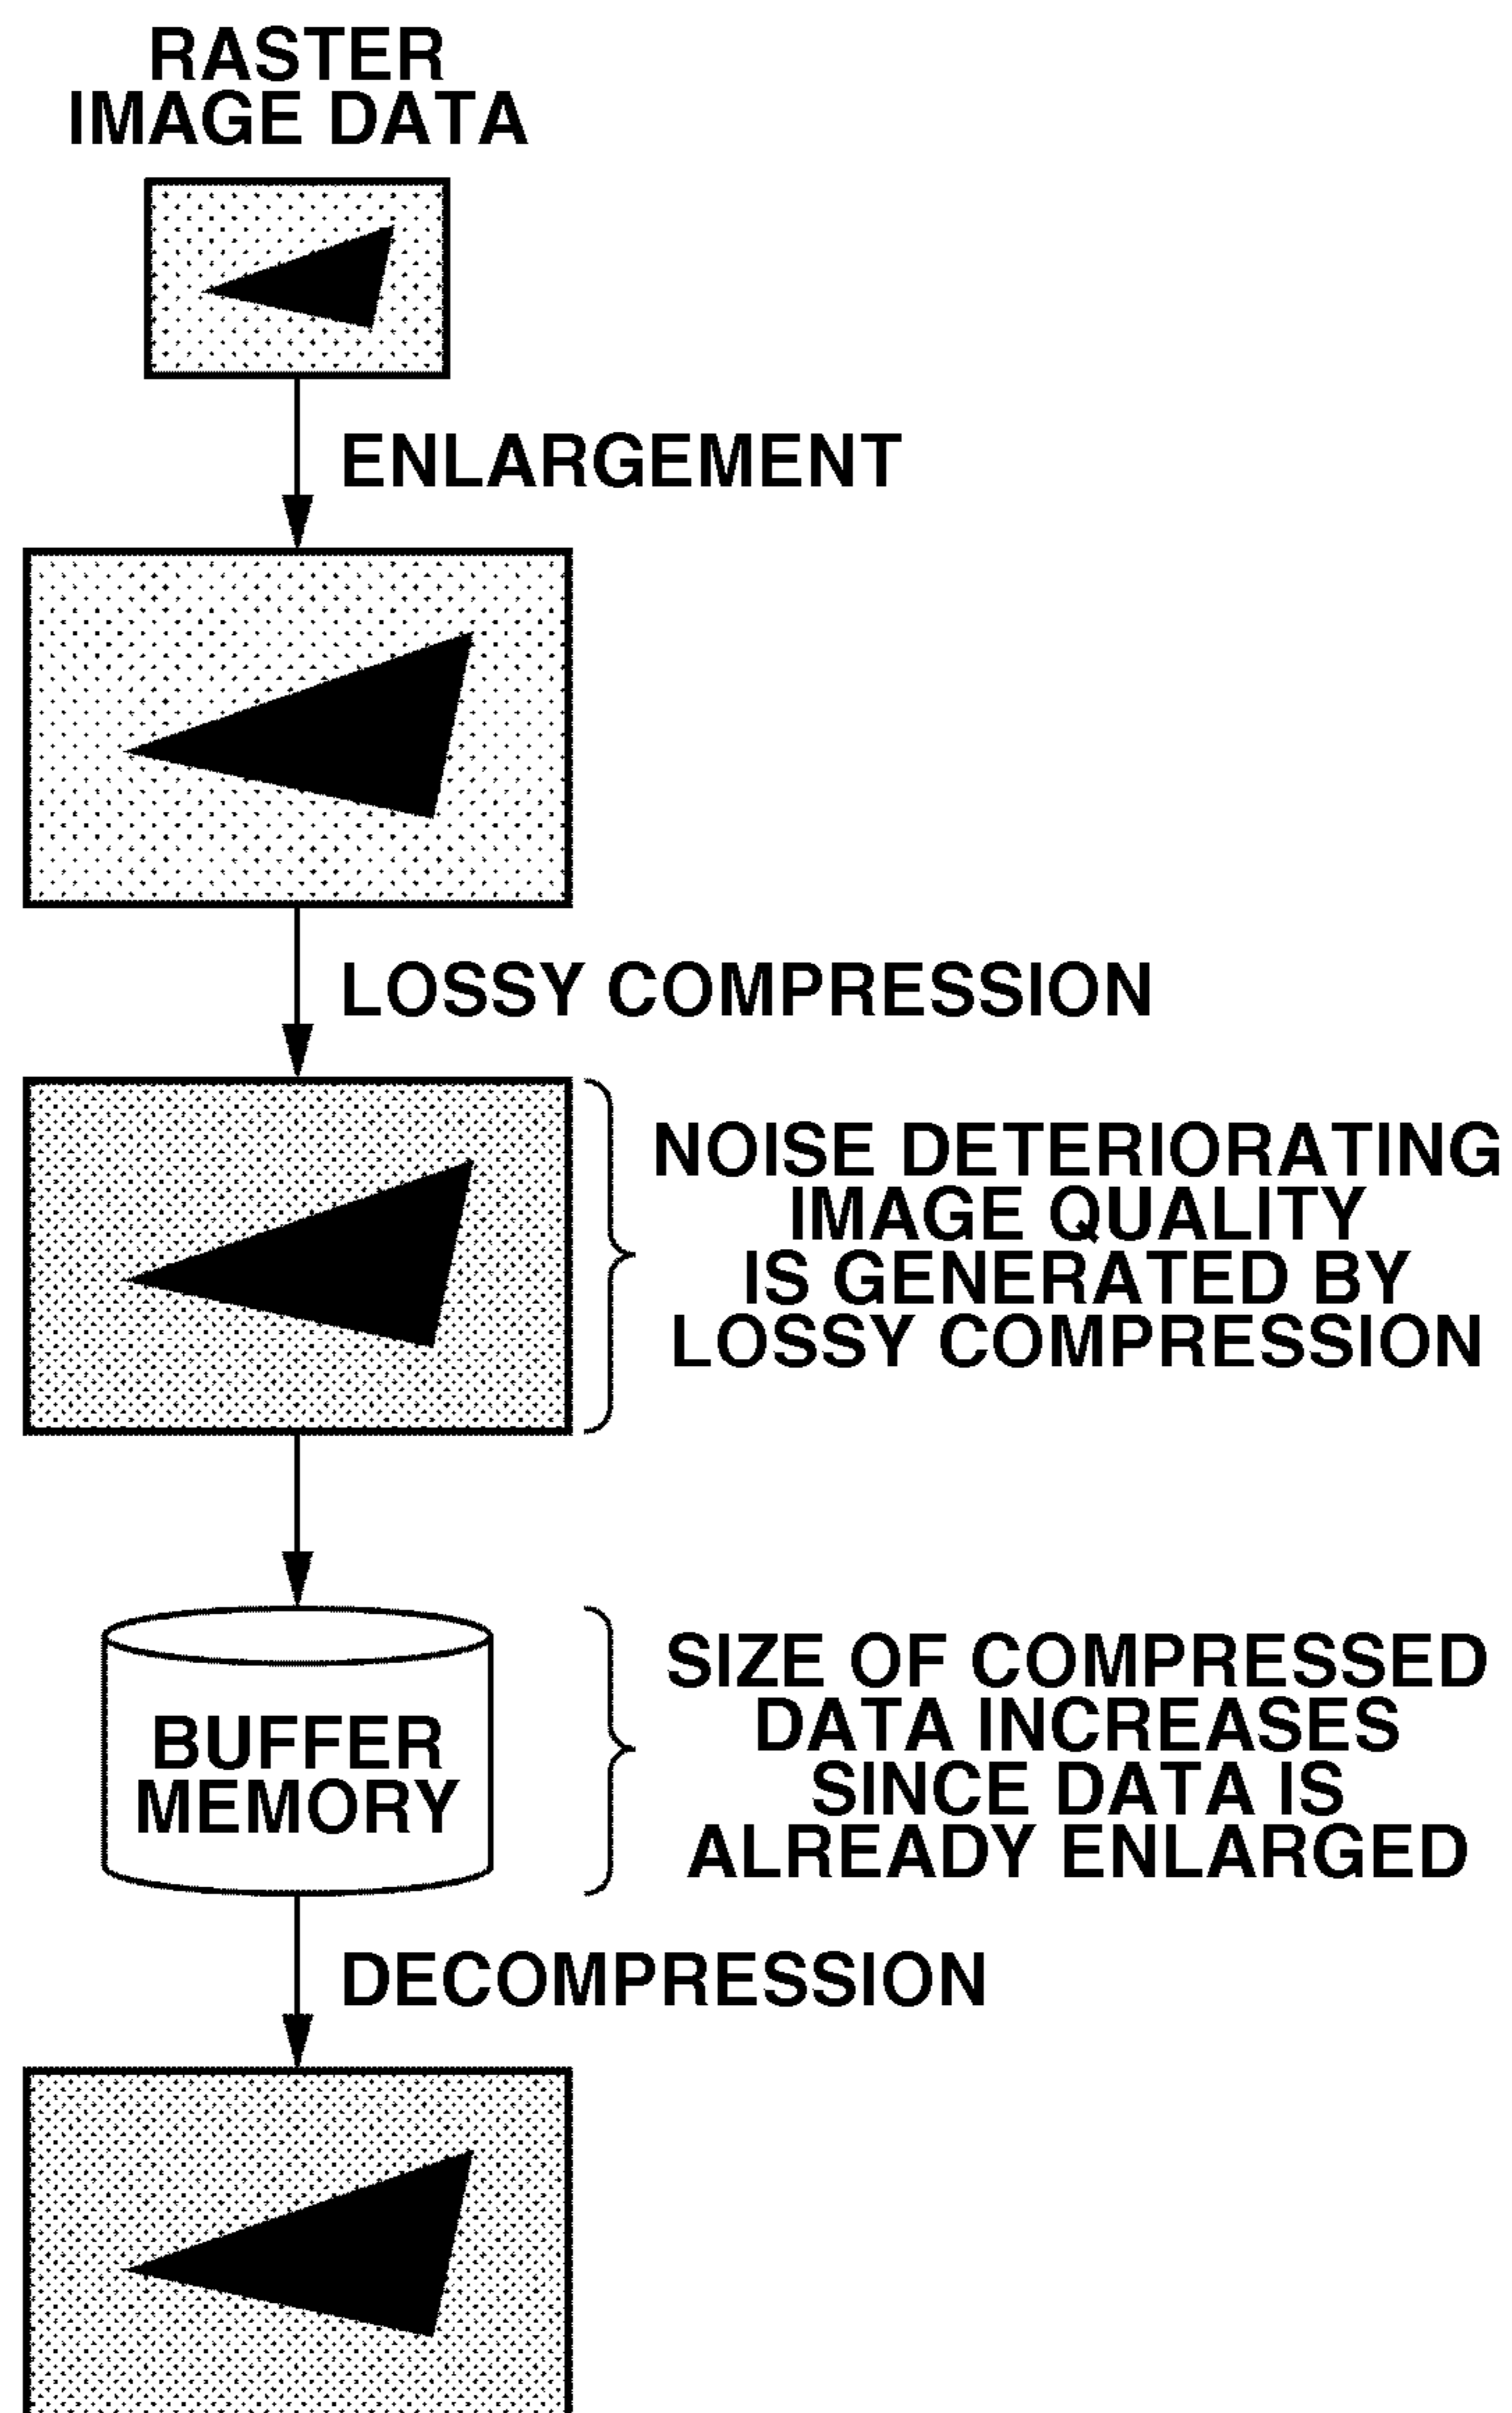 RASTER
IMAGE DATA
ENLARGEMENT
LOSSY COMPRESSION
NOISE DETERIORATING
IMAGE QUALITY
IS GENERATED BY
LOSSY COMPRESSION
BUFFER
MEMORY
SIZE OF COMPRESSED
DATA INCREASES
SINCE DATA IS
ALREADY ENLARGED
DECOMPRESSION